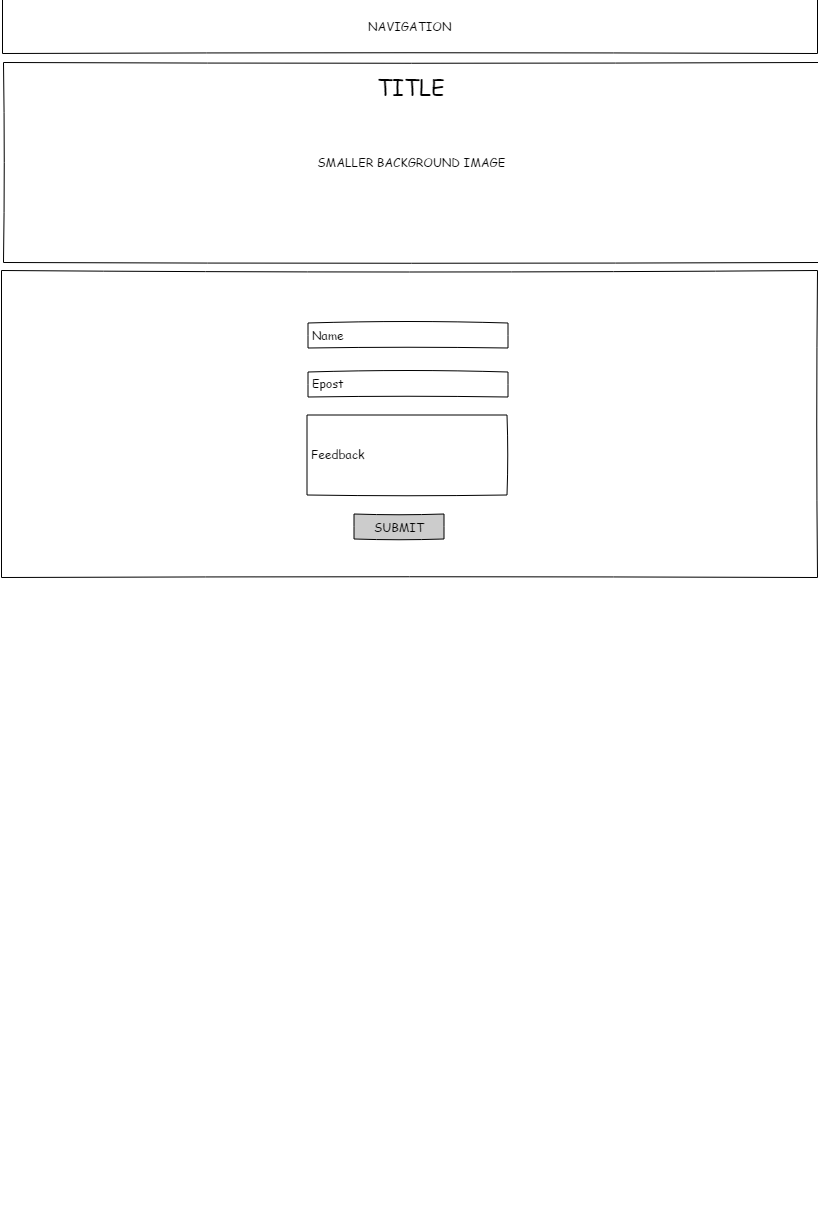 NAVIGATION
TITLE
SMALLER BACKGROUND IMAGE
Name
Epost
Feedback
SUBMIT